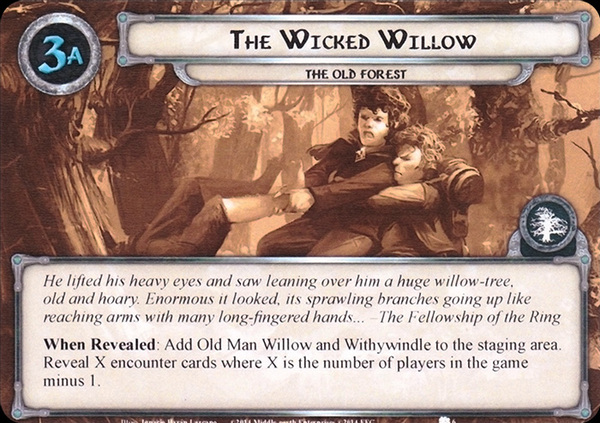 3A
THE WICKED WILLOW
THE OLD FOREST
He lifted his heavy eyes and saw leaning over him a huge willow-tree,
old and hoary. Enormous it looked, its sprawling branches going up like
reaching arms with many long-fingered hands... –The Fellowship of the Ring
When Revealed: Add Old Man Willow and Withywindle to the staging area.
Reveal X encounter cards where X is the number of players in the game
minus 1.